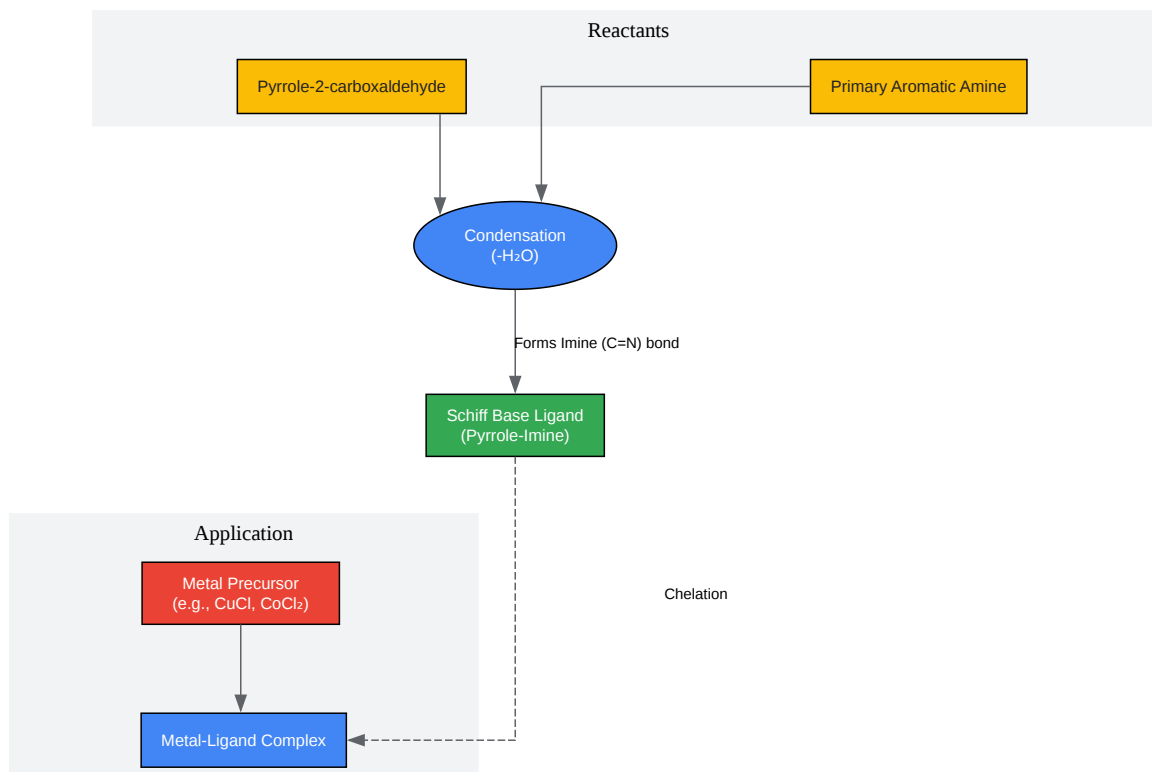 Reactants
Pyrrole-2-carboxaldehyde
Primary Aromatic Amine
Condensation
(-H₂O)
Forms Imine (C=N) bond
Schiff Base Ligand
(Pyrrole-Imine)
Application
Metal Precursor
(e.g., CuCl, CoCl₂)
Chelation
Metal-Ligand Complex